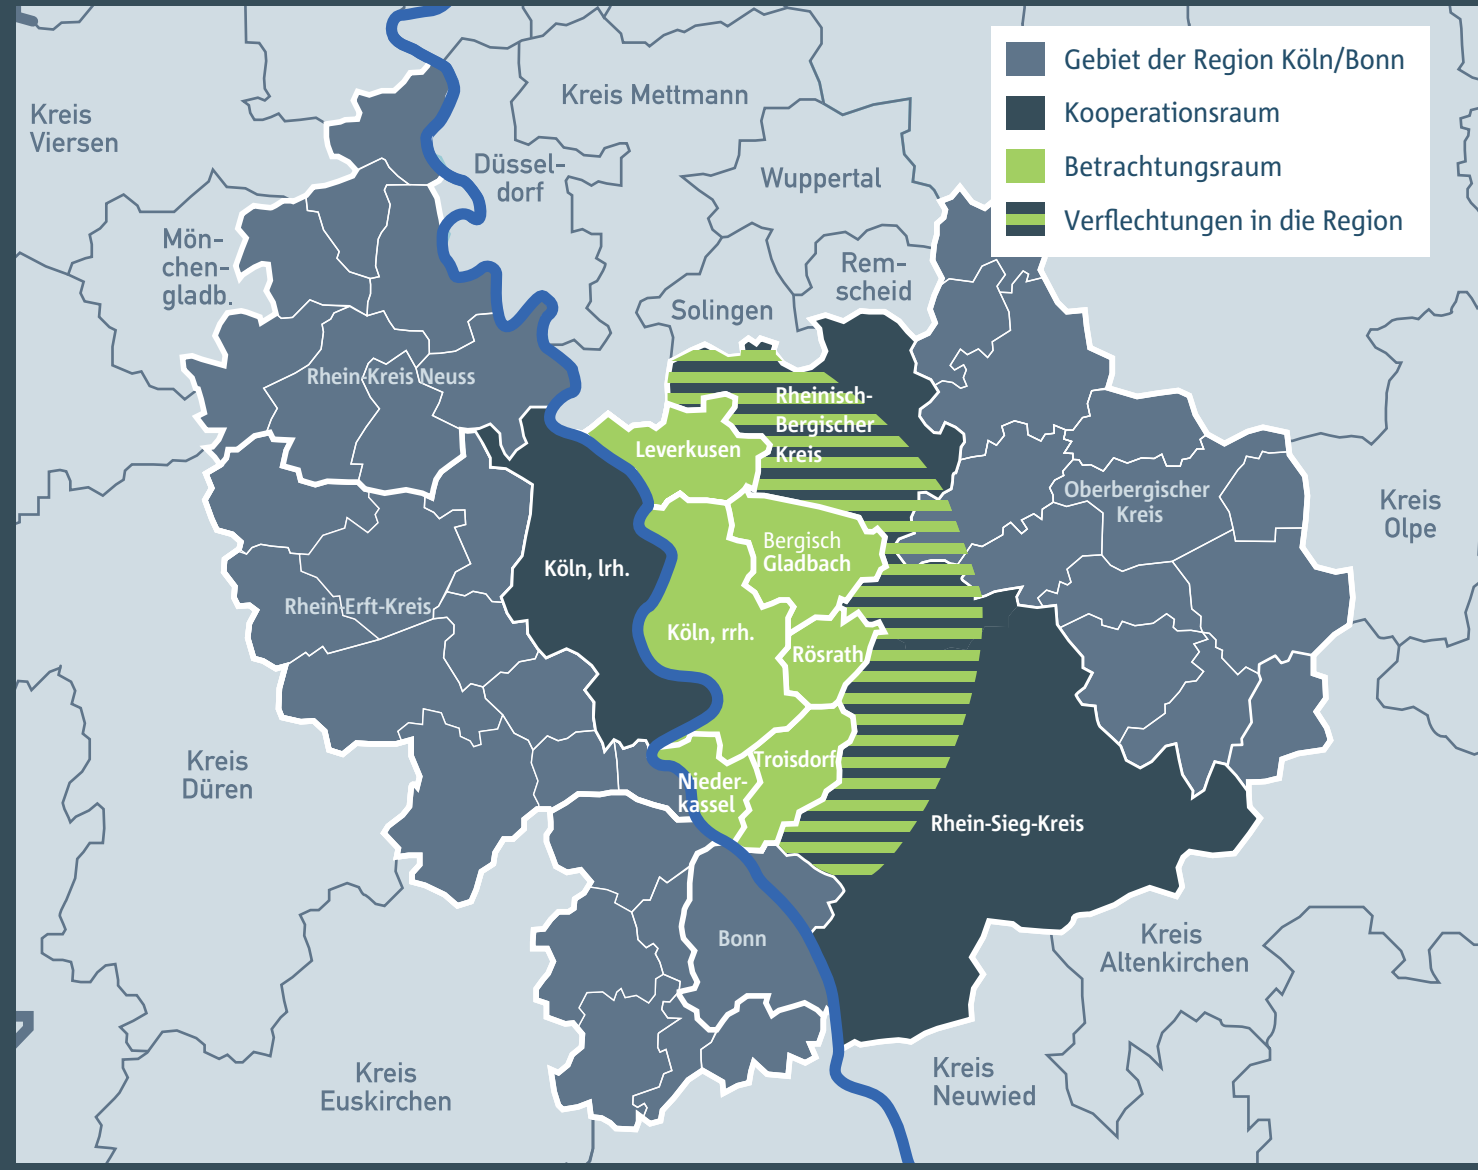 Gebiet der Region Köln/Bonn
Kooperationsraum
Betrachtungsraum
Verflechtungen in die Region
Kreis Mettmann
Kreis
Viersen
Düssel-
dorf
Wuppertal
Mön-
chen-
gladb.
Rem-
scheid
Solingen
Rhein-Kreis Neuss
Rheinisch-
Bergischer
Kreis
Leverkusen
Oberbergischer
Kreis
Kreis
Olpe
Bergisch
Gladbach
Köln, lrh.
Rhein-Erft-Kreis
Köln, rrh.
Rösrath
Kreis
Düren
Troisdorf
Nieder-
kassel
Rhein-Sieg-Kreis
Bonn
Kreis
Altenkirchen
Kreis
Euskirchen
Kreis
Neuwied